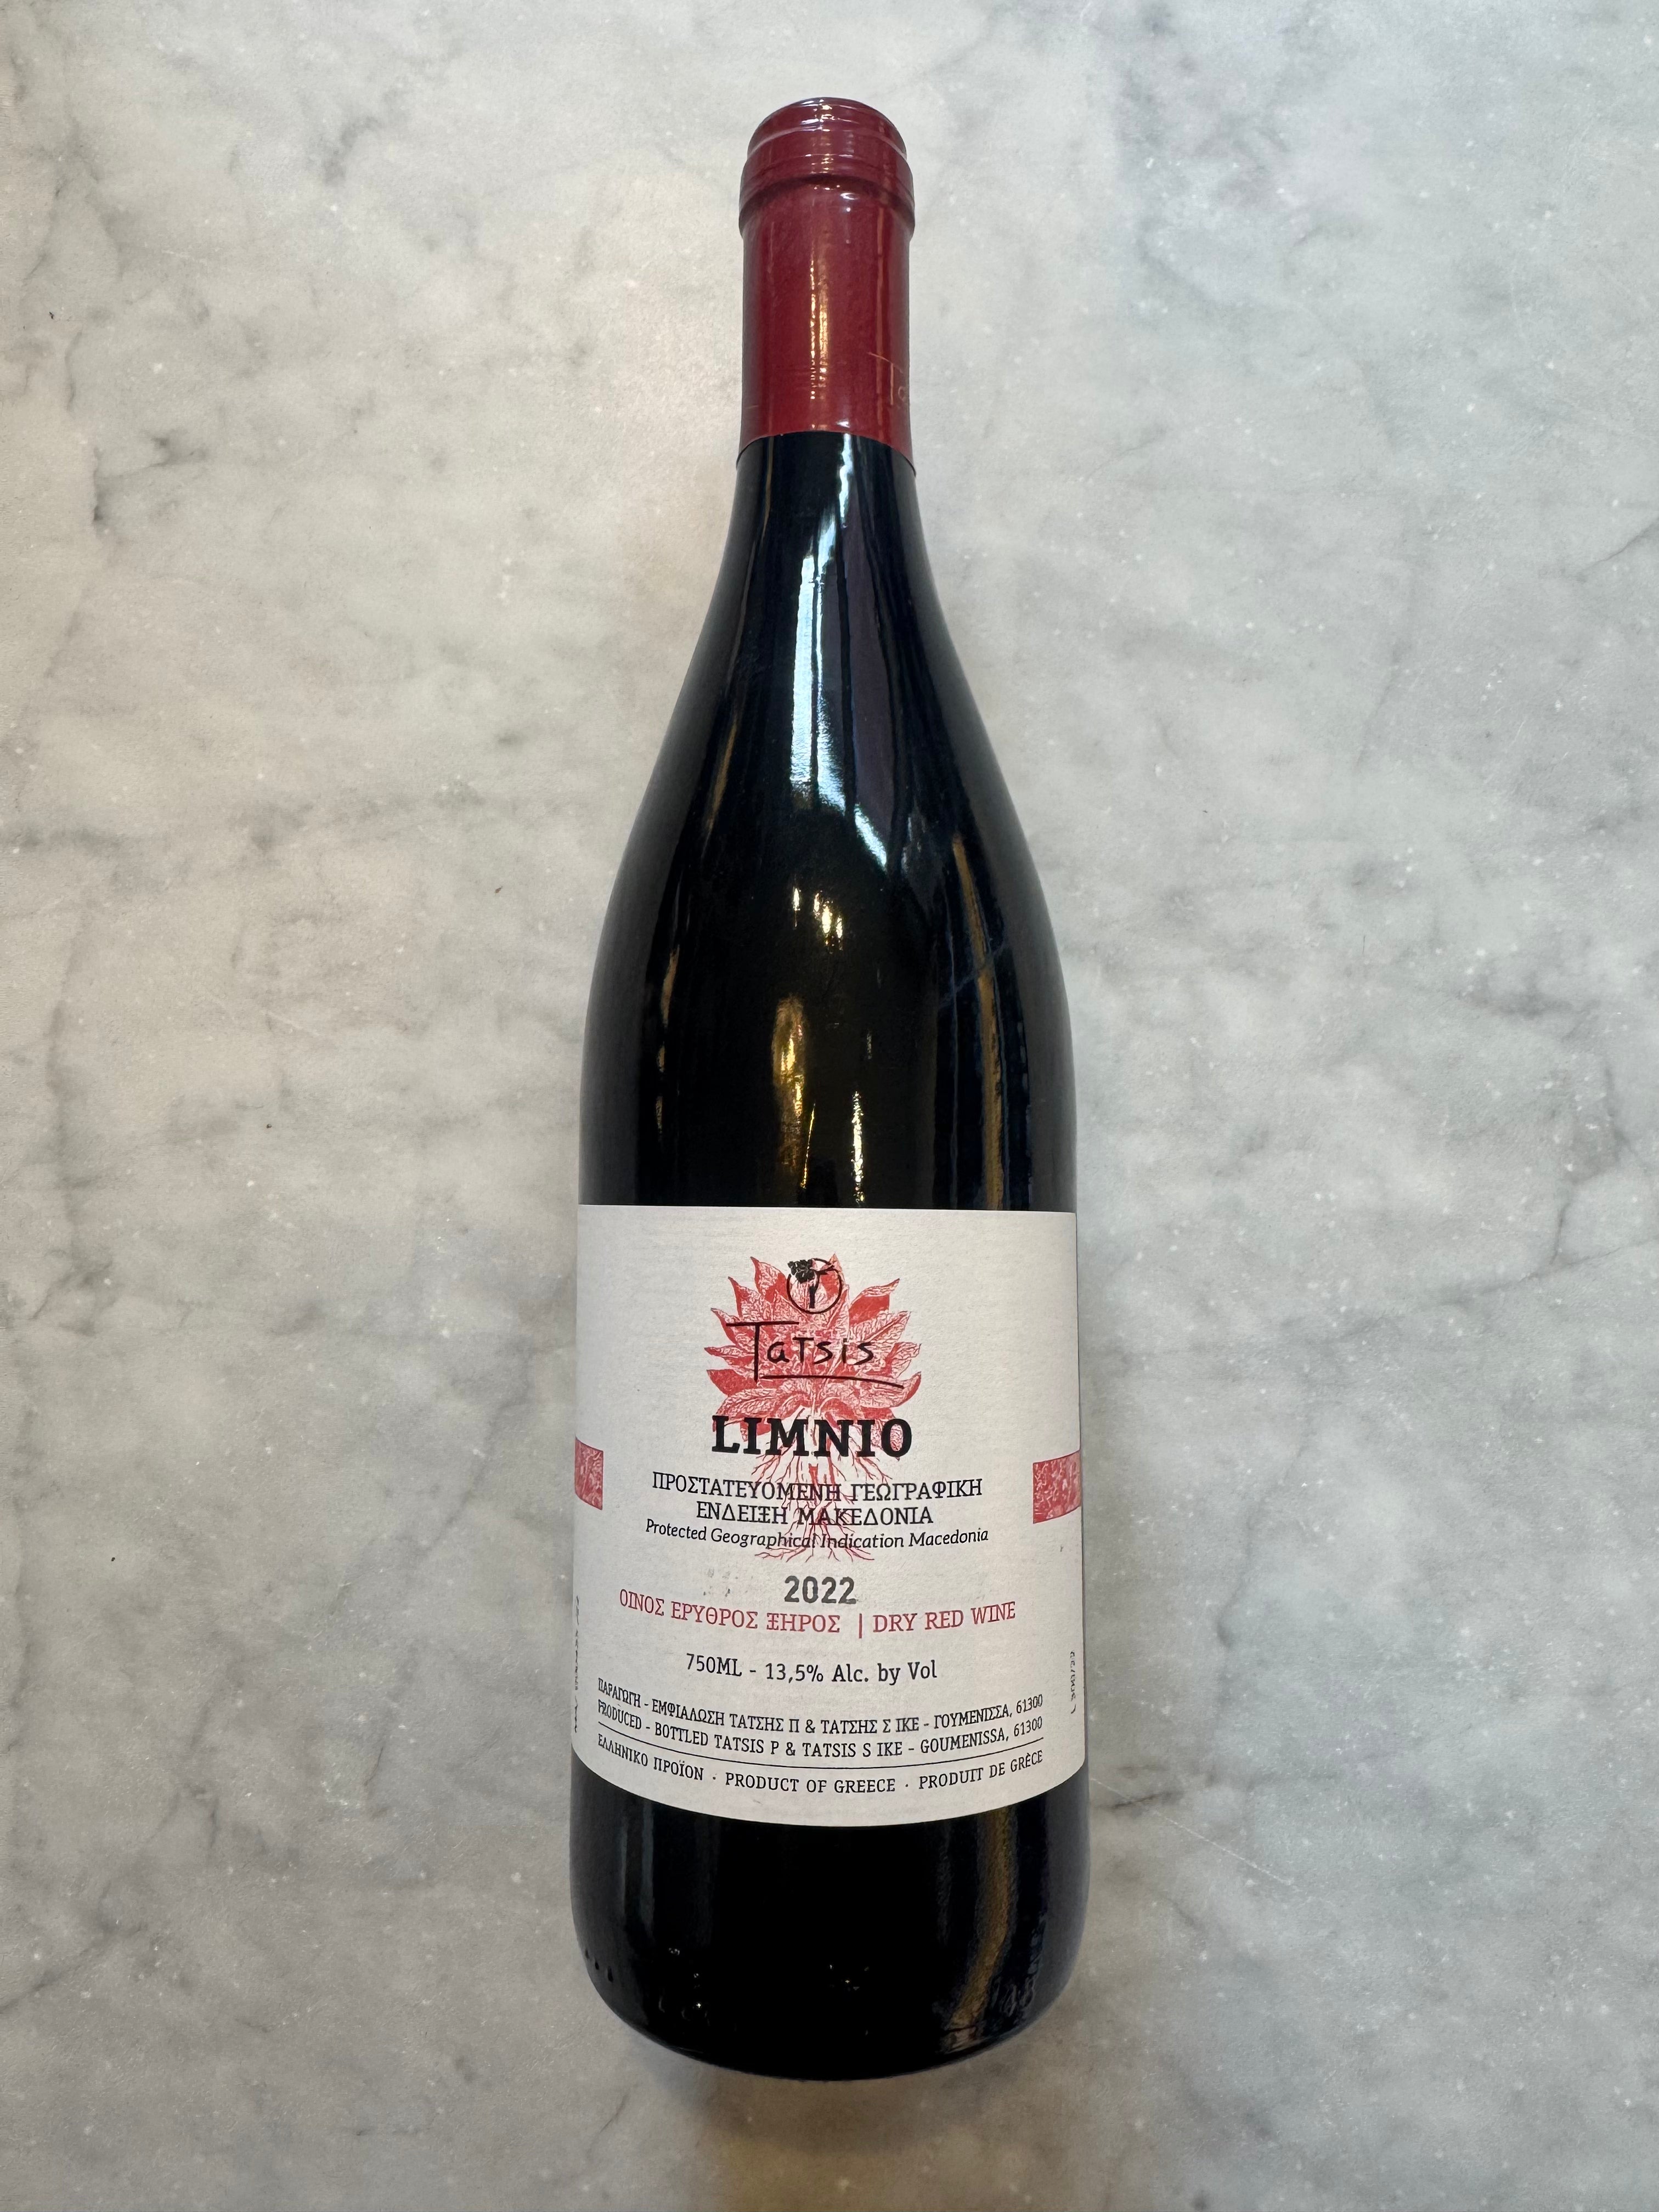 Tatsis
LIMNIO
ΠΡΟΣΤΑΤΕΥΟΜΕΝΗ ΓΕΩΓΡΑΦΙΚΗ
ΕΝΔΕΙΞΗ ΜΑΚΕΔΟΝΙΑ
Protected Geographical Indication Macedonia
2022
ΟΙΝΟΣ ΕΡΥΘΡΟΣ ΞΗΡΟΣ | DRY RED WINE
750ML - 13,5% Alc. by Vol
ΠΑΡΑΓΩΓΗ - ΕΜΦΙΑΛΩΣΗ ΤΑΤΣΗΣ Π & ΤΑΤΣΗΣ Σ ΙΚΕ - ΓΟΥΜΕΝΙΣΣΑ, 61300
PRODUCED - BOTTLED TATSIS P & TATSIS S IKE - GOUMENISSA, 61300
ΕΛΛΗΝΙΚΟ ΠΡΟΪΟΝ · PRODUCT OF GREECE · PRODUIT DE GRÈCE